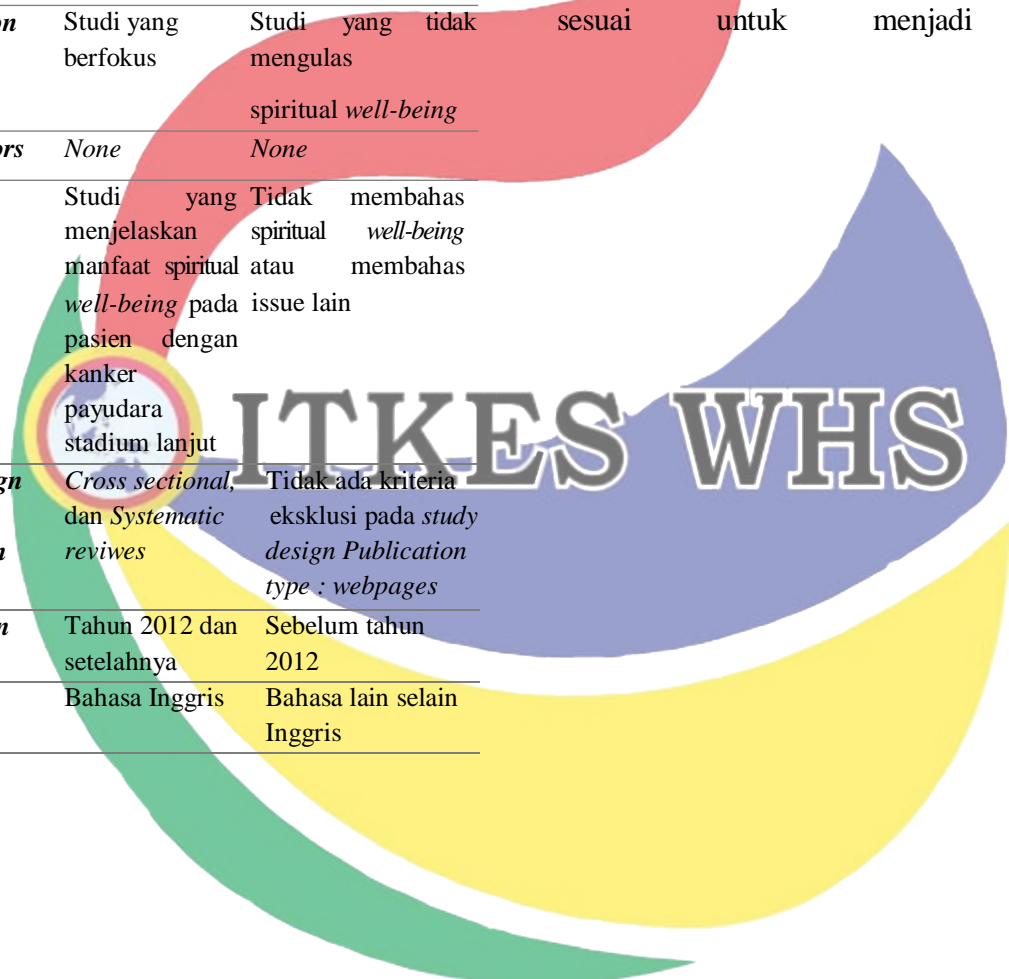 on Studi yang Studi yang tidak sesuai untuk menjadi
berfokus mengulas
spiritual well-being
ors None None
Studi yang Tidak membahas
menjelaskan spiritual well-being
manfaat spiritual atau membahas
well-being pada issue lain
pasien dengan
kanker
payudara
stadium lanjut
ITKES WHS
gn Cross sectional, Tidak ada kriteria
dan Systematic eksklusi pada study
n reviwes design Publication
type : webpages
n Tahun 2012 dan Sebelum tahun
setelahnya 2012
Bahasa Inggris Bahasa lain selain
Inggris